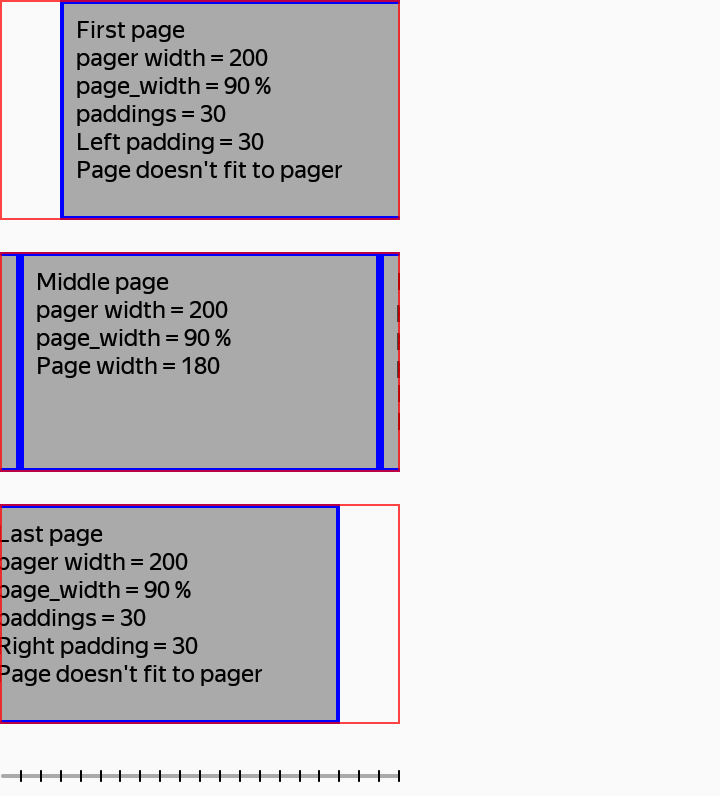 First page
pager width = 200
page_width = 90 %
paddings = 30
Left padding = 30
Page doesn't fit to pager
Middle page
pager width = 200
page_width = 90 %
Page width = 180
Last page
pager width = 200
page_width = 90 %
paddings = 30
Right padding = 30
Page doesn't fit to pager